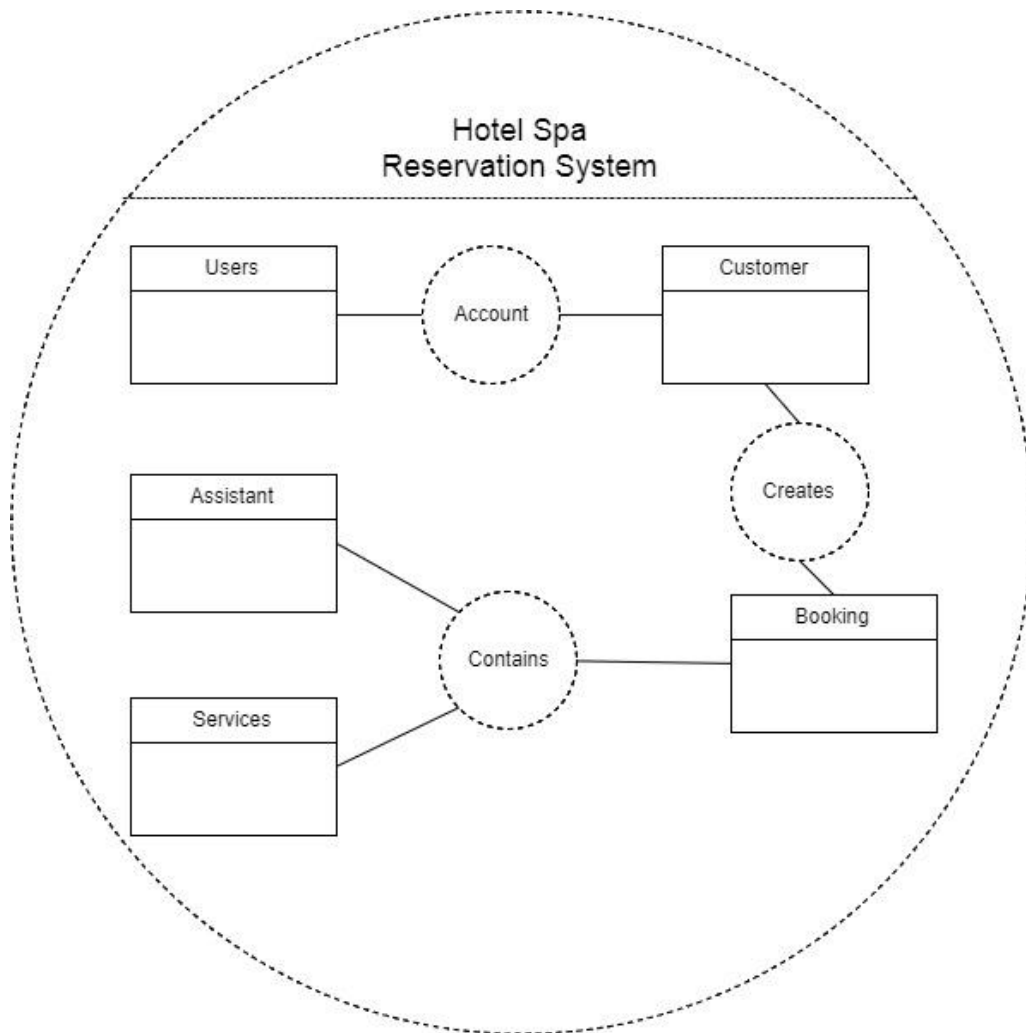 Hotel Spa
Reservation System
Users
Account
Customer
Assistant
Creates
Contains
Booking
Services